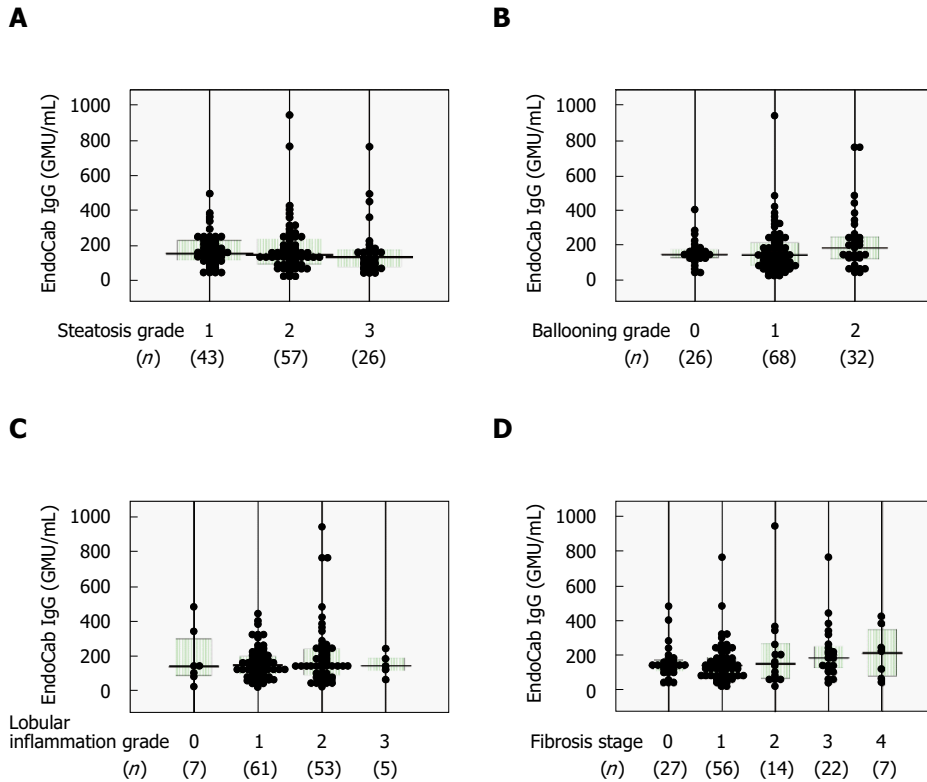 A
EndoCab IgG (GMU/mL)
1000
800
600
400
200
0
Steatosis grade 1 2 3
(n) (43) (57) (26)
B
EndoCab IgG (GMU/mL)
1000
800
600
400
200
0
Ballooning grade 0 1 2
(n) (26) (68) (32)
C
EndoCab IgG (GMU/mL)
1000
800
600
400
200
0
Lobular
inflammation grade 0 1 2 3
(n) (7) (61) (53) (5)
D
EndoCab IgG (GMU/mL)
1000
800
600
400
200
0
Fibrosis stage 0 1 2 3 4
(n) (27) (56) (14) (22) (7)